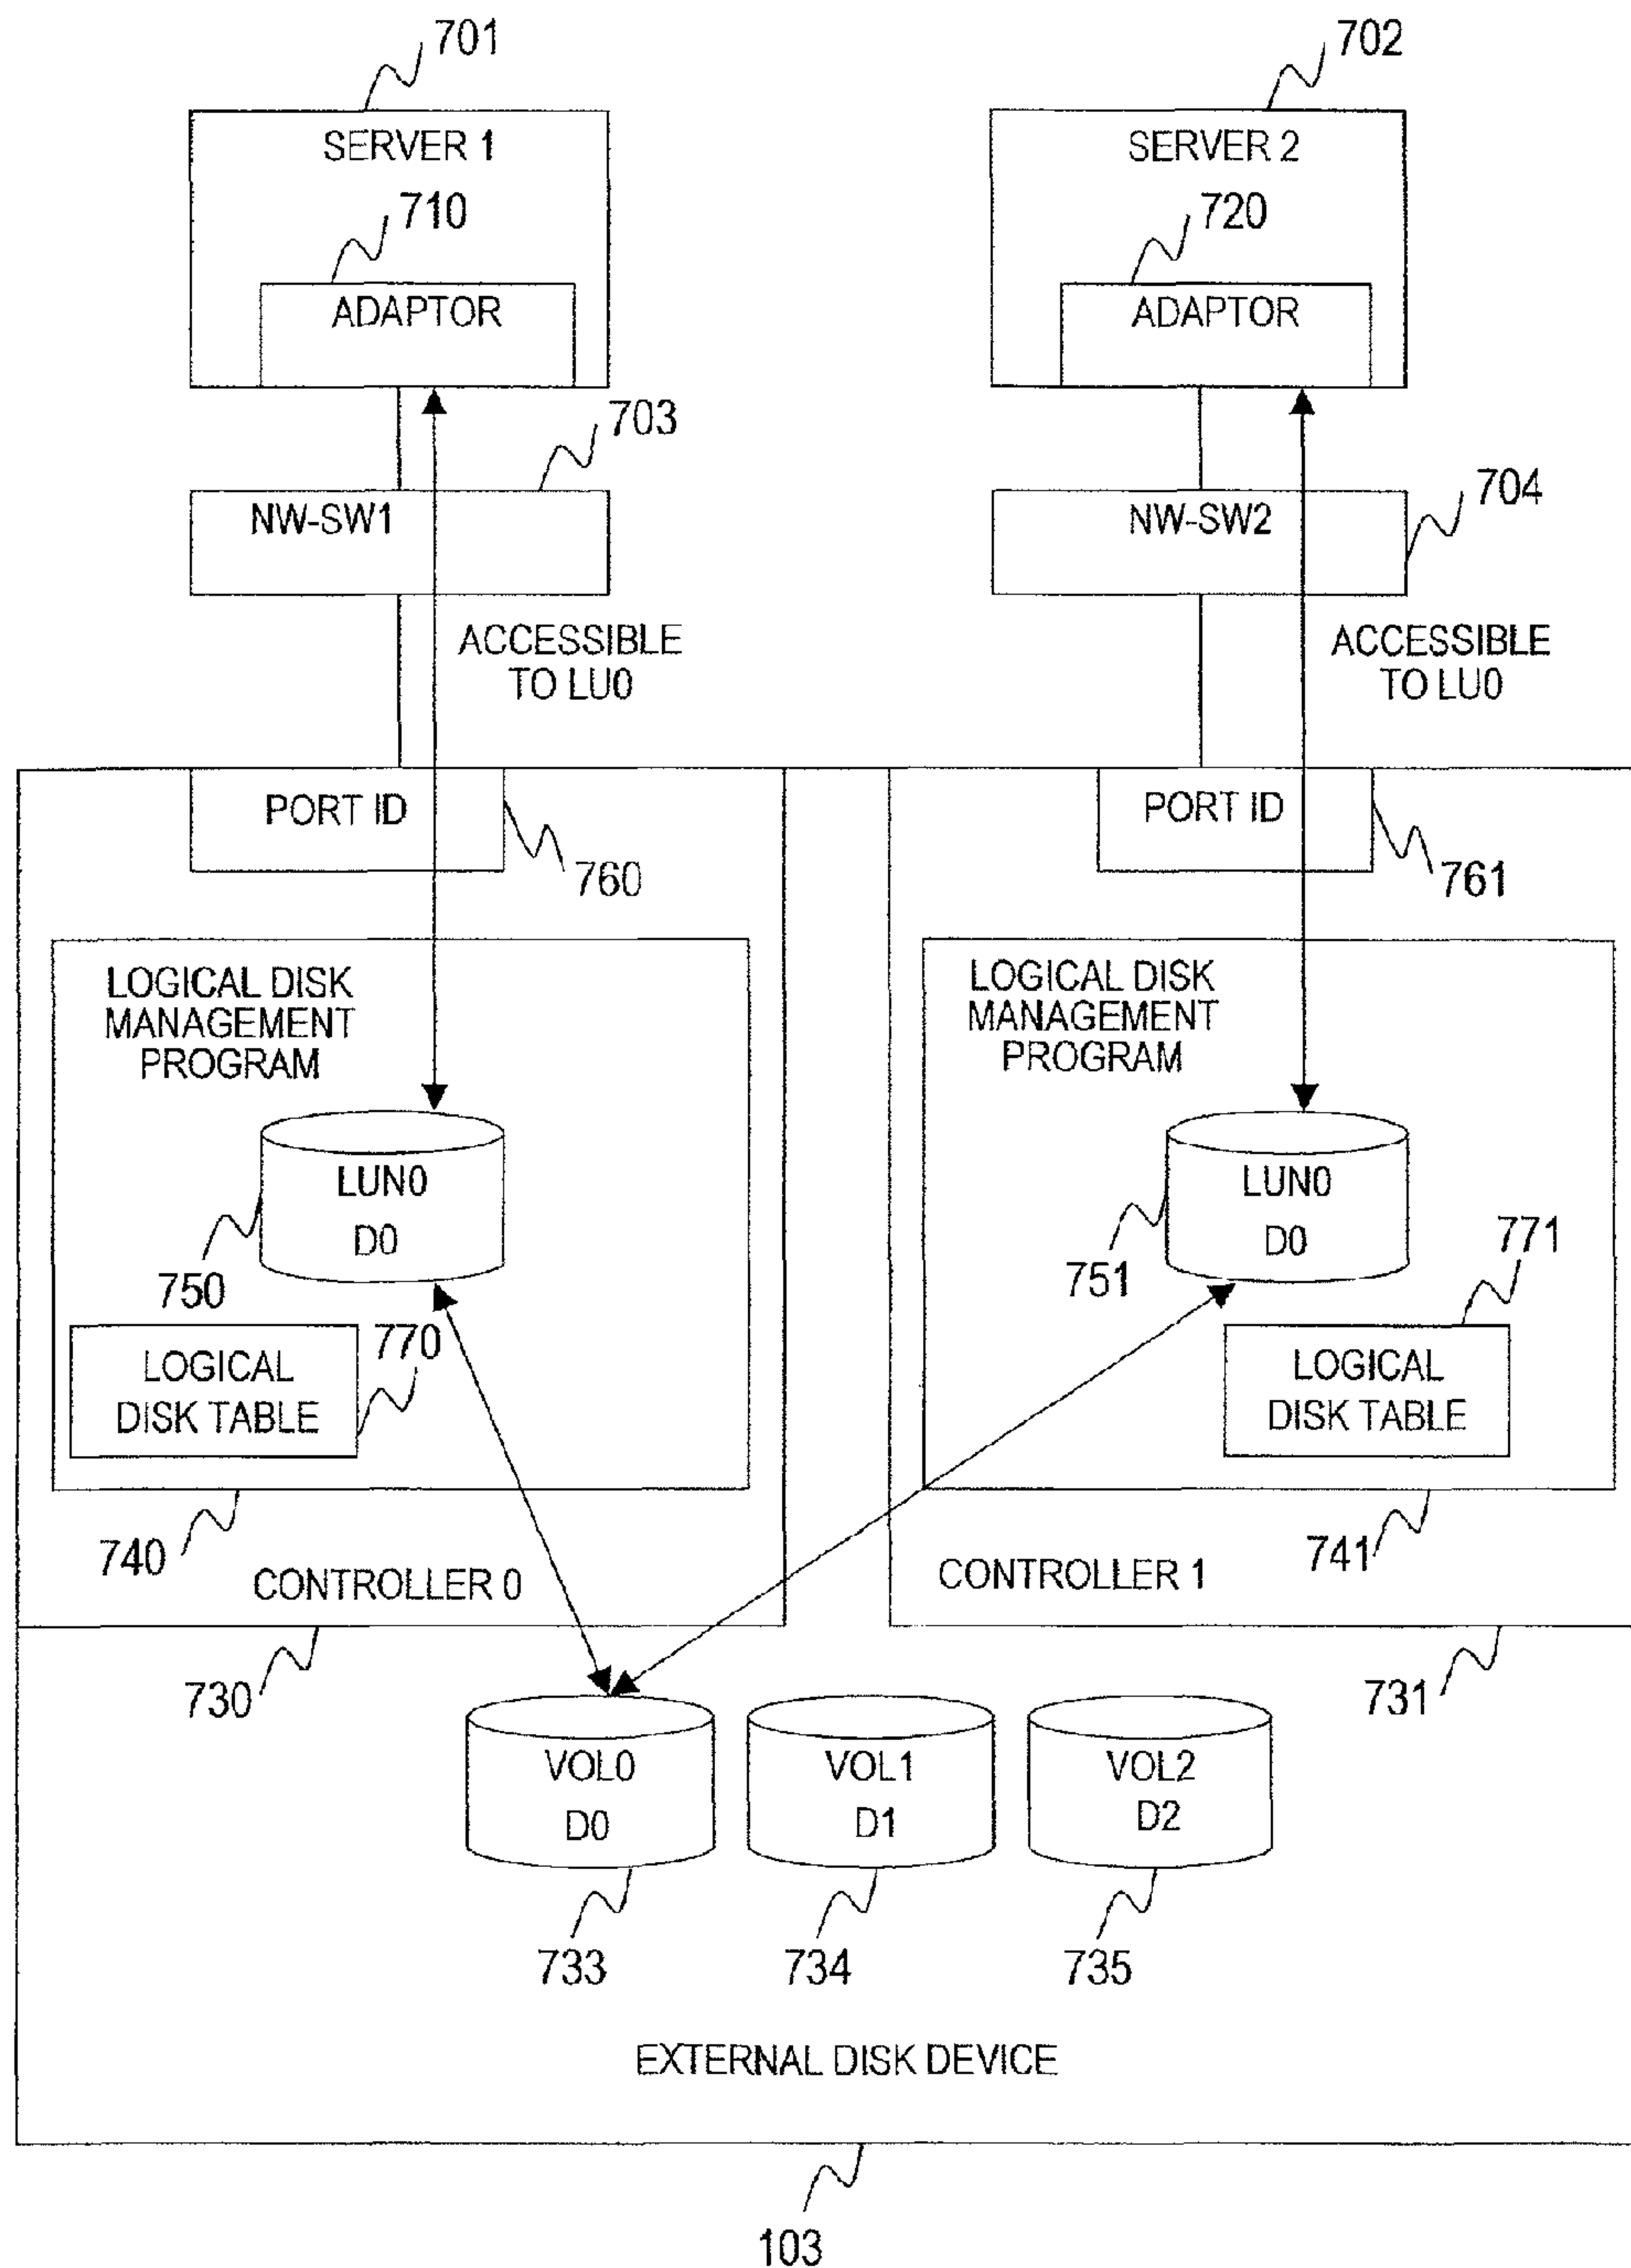 701
702
SERVER 1
SERVER 2
710
720
ADAPTOR
ADAPTOR
703
704
NW-SW1
NW-SW2
ACCESSIBLE
TO LU0
ACCESSIBLE
TO LU0
PORT ID
PORT ID
760
761
LOGICAL DISK
MANAGEMENT
PROGRAM
LOGICAL DISK
MANAGEMENT
PROGRAM
LUN0
D0
LUN0
D0
750
751
771
770
LOGICAL
DISK TABLE
LOGICAL
DISK TABLE
740
741
CONTROLLER 0
CONTROLLER 1
730
731
VOL0
D0
VOL1
D1
VOL2
D2
733
734
735
EXTERNAL DISK DEVICE
103